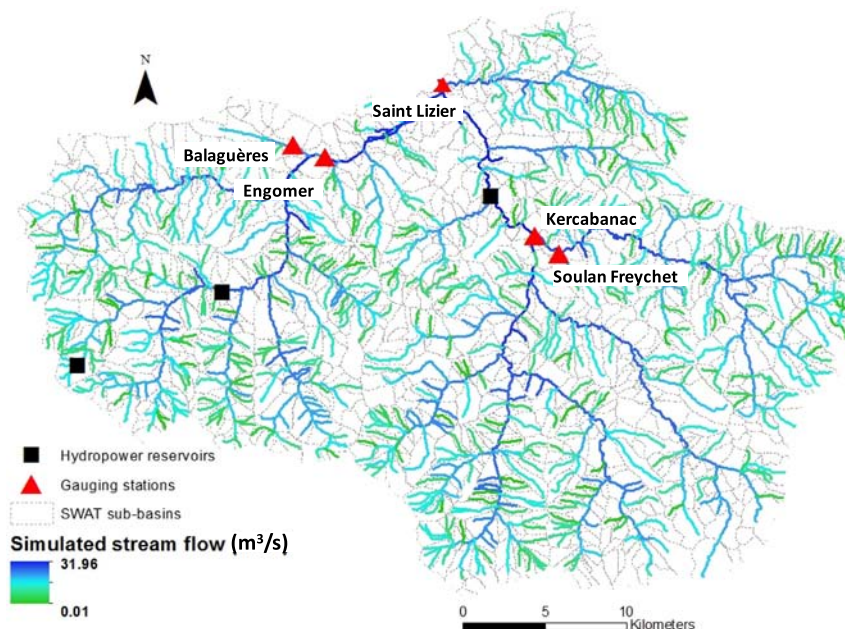 N
Saint Lizier
Balaguères
Engomer
Kercabanac
Soulan Freychet
Hydropower reservoirs
Gauging stations
SWAT sub-basins
Simulated stream flow (m³/s)
31.96
0.01
0 5 10
Kilometers